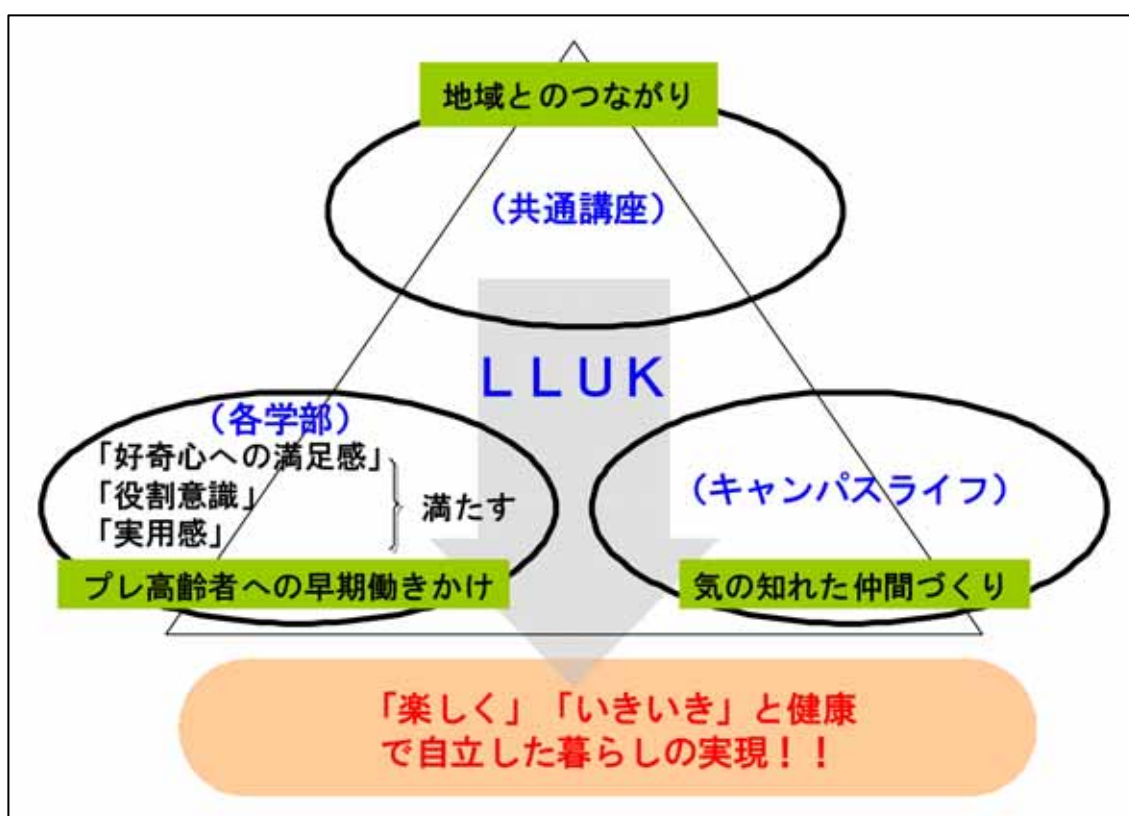 地域とのつながり
（共通講座）
ＬＬＵＫ
（各学部）
「好奇心への満足感」
「役割意識」
「実用感」
満たす
プレ高齢者への早期働きかけ
（キャンパスライフ）
気の知れた仲間づくり
「楽しく」「いきいき」と健康
で自立した暮らしの実現！！